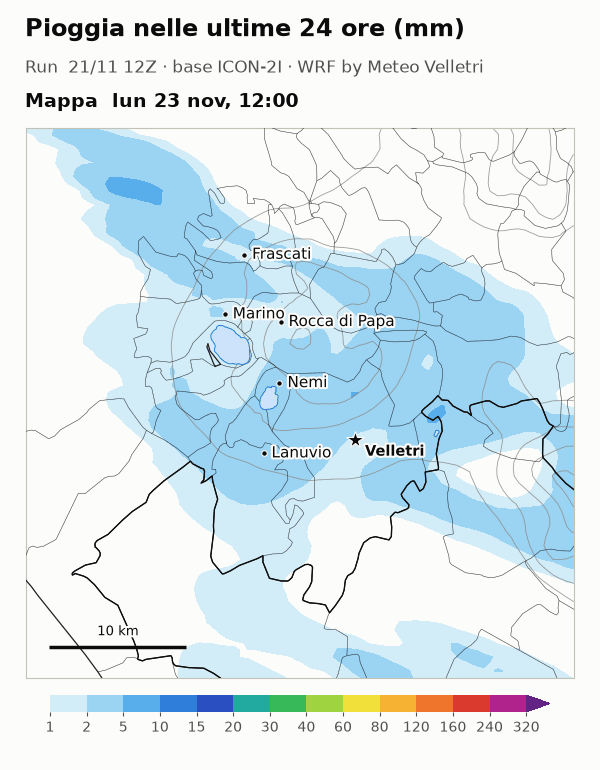 Pioggia nelle ultime 24 ore (mm)
Run  21/11 12Z · base ICON-2I · WRF by Meteo Velletri
Mappa  lun 23 nov, 12:00
Frascati
Marino
Rocca di Papa
Nemi
Velletri
Lanuvio
10 km
1 2 5 10 15 20 30 40 60 80 120 160 240 320